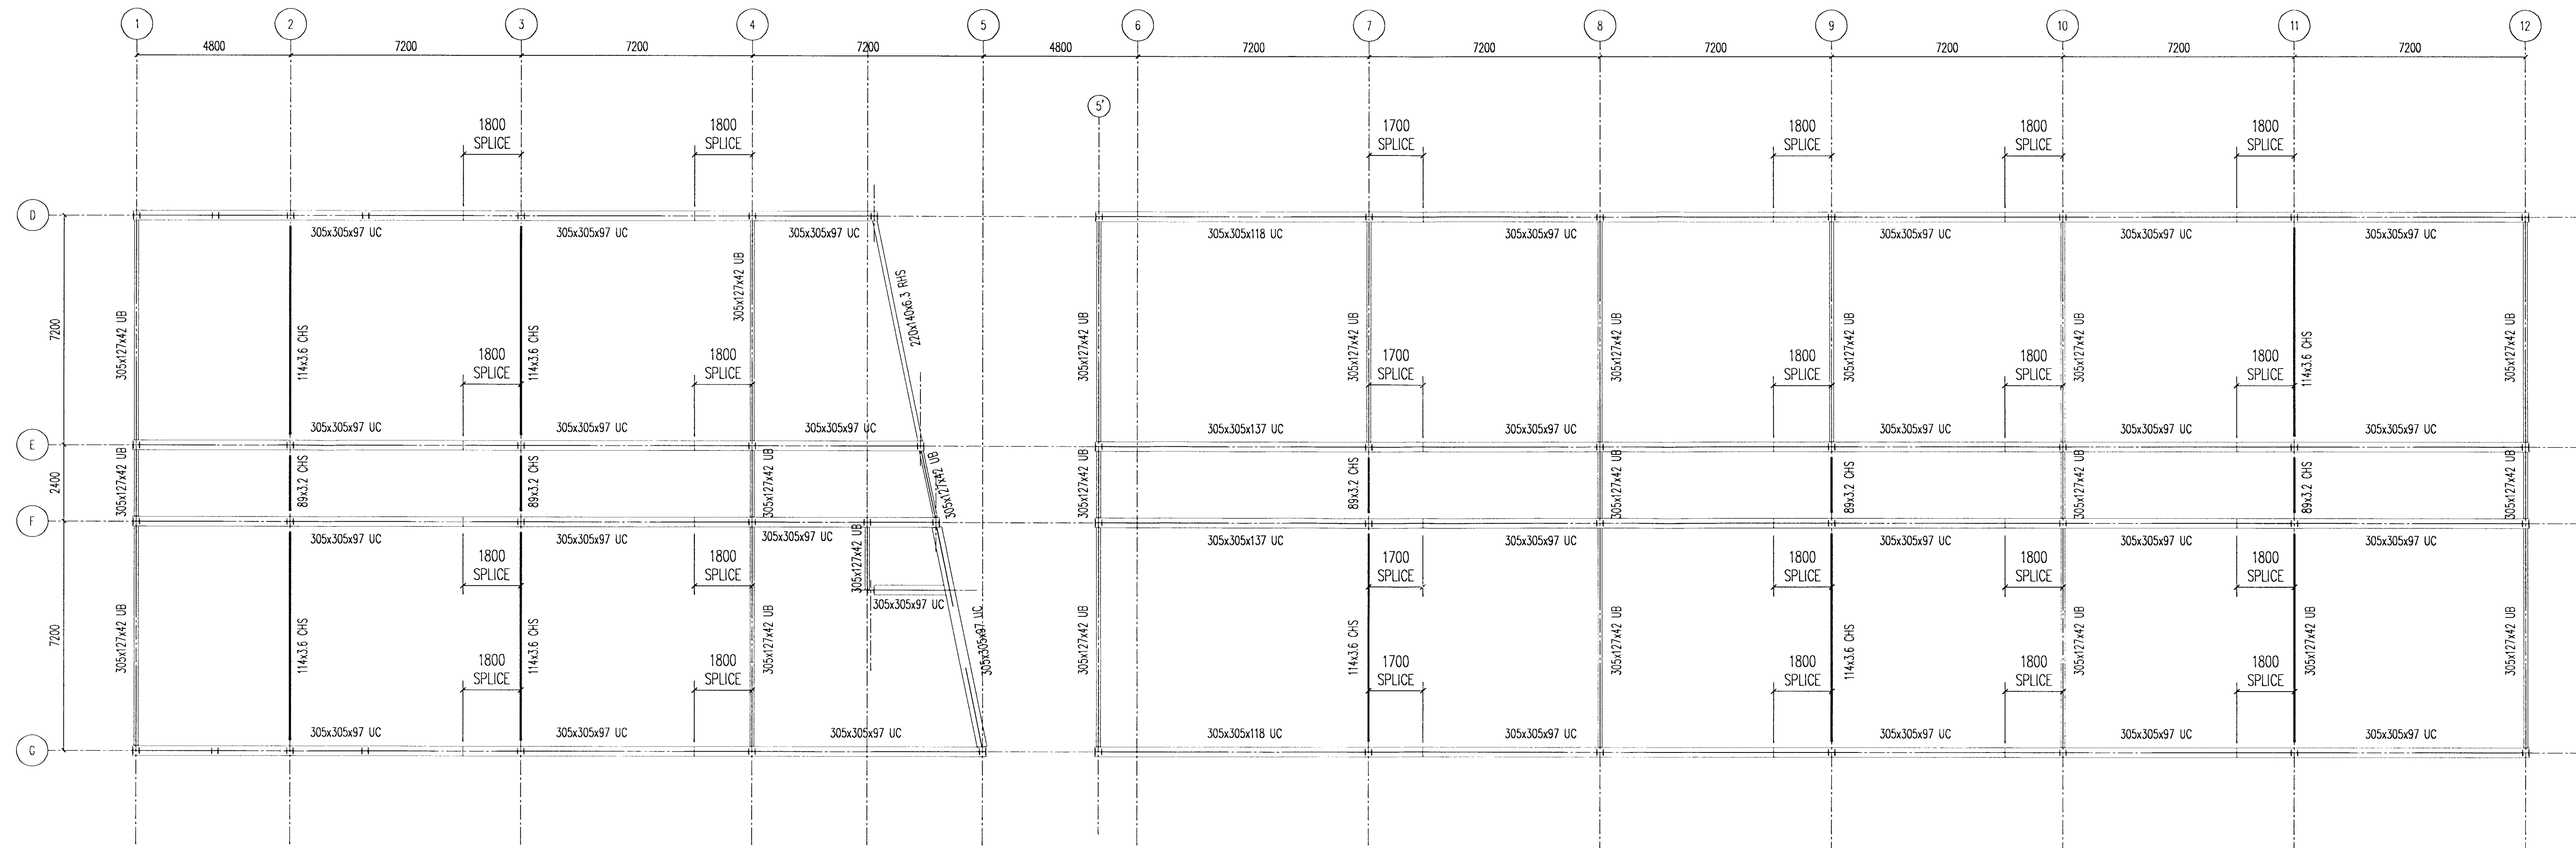 1 2 3 4 5 6 7 8 9 10 11 12
4800 7200 7200 7200 4800 7200 7200 7200 7200 7200 7200
5'
1800 1800 1700 1800 1800 1800
SPLICE SPLICE SPLICE SPLICE SPLICE SPLICE
D
305x305x97 UC 305x305x97 UC 305x305x97 UC 305x305x118 UC 305x305x97 UC 305x305x97 UC 305x305x97 UC 305x305x97 UC
7200
305x127x42 UB
114x3.6 CHS
114x3.6 CHS
305x127x42 UB
220x140x6.3 RHS
305x127x42 UB
305x127x42 UB
305x127x42 UB
305x127x42 UB
305x127x42 UB
114x3.6 CHS
305x127x42 UB
1800 1800 1700 1800 1800 1800
SPLICE SPLICE SPLICE SPLICE SPLICE SPLICE
305x305x97 UC 305x305x97 UC 305x305x97 UC 305x305x137 UC 305x305x97 UC 305x305x97 UC 305x305x97 UC 305x305x97 UC
E
2400
305x127x42 UB
89x3.2 CHS
89x3.2 CHS
305x127x42 UB
305x127x42 UB
305x127x42 UB
89x3.2 CHS
305x127x42 UB
89x3.2 CHS
305x127x42 UB
89x3.2 CHS
305x127x42 UB
F
305x305x97 UC 305x305x97 UC 305x305x97 UC 305x305x137 UC 305x305x97 UC 305x305x97 UC 305x305x97 UC 305x305x97 UC
1800 1800 1700 1800 1800 1800
SPLICE SPLICE SPLICE SPLICE SPLICE SPLICE
305x127x42 UB
305x305x97 UC
7200
305x127x42 UB
114x3.6 CHS
114x3.6 CHS
305x127x42 UB
305x305x97 UC
305x127x42 UB
114x3.6 CHS
305x127x42 UB
114x3.6 CHS
305x127x42 UB
305x127x42 UB
305x127x42 UB
1800 1800 1700 1800 1800 1800
SPLICE SPLICE SPLICE SPLICE SPLICE SPLICE
305x305x97 UC 305x305x97 UC 305x305x97 UC 305x305x118 UC 305x305x97 UC 305x305x97 UC 305x305x97 UC 305x305x97 UC
G